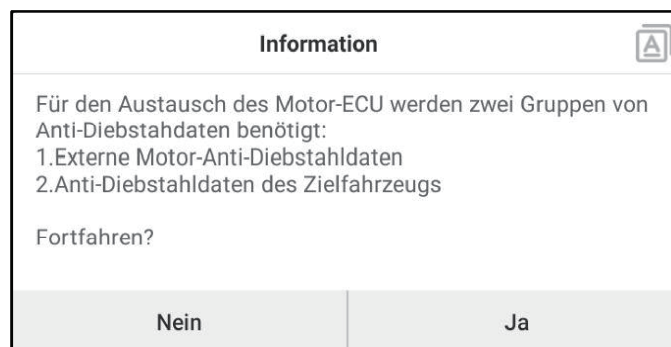 Information
A
Für den Austausch des Motor-ECU werden zwei Gruppen von
Anti-Diebstahdaten benötigt:
1.Externe Motor-Anti-Diebstahldaten
2.Anti-Diebstahldaten des Zielfahrzeugs
Fortfahren?
Nein
Ja